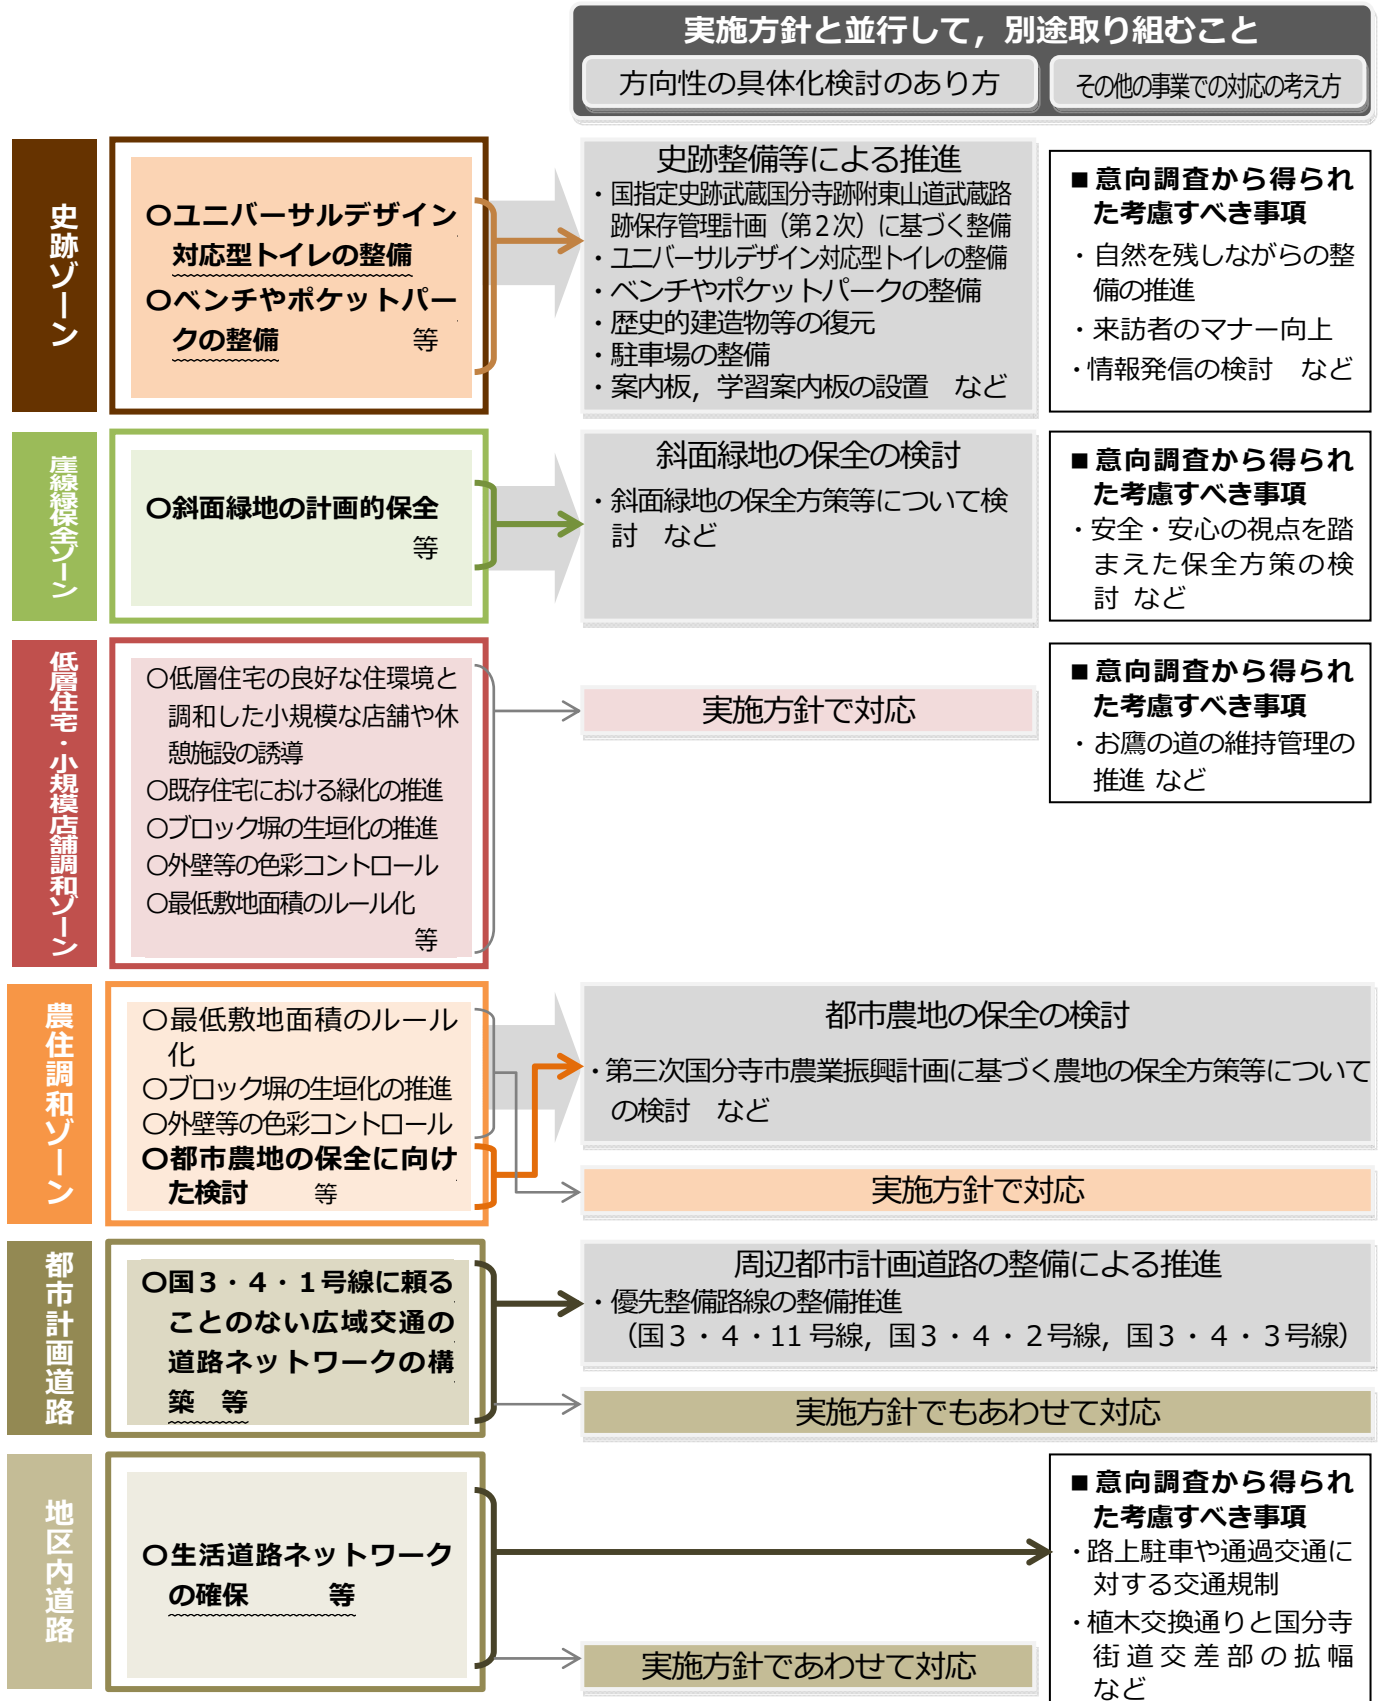 実施方針と並行して，別途取り組むこと
方向性の具体化検討のあり方
その他の事業での対応の考え方
史跡ゾーン
〇ユニバーサルデザイン
対応型トイレの整備
〇ベンチやポケットパー
クの整備　等
史跡整備等による推進
・国指定史跡武蔵国分寺跡附東山道武蔵路
跡保存管理計画（第２次）に基づく整備
・ユニバーサルデザイン対応型トイレの整備
・ベンチやポケットパークの整備
・歴史的建造物等の復元
・駐車場の整備
・案内板，学習案内板の設置　など
■意向調査から得られ
た考慮すべき事項
・自然を残しながらの整
備の推進
・来訪者のマナー向上
・情報発信の検討　など
崖線緑保全ゾーン
〇斜面緑地の計画的保全
等
斜面緑地の保全の検討
・斜面緑地の保全方策等について検
討　など
■意向調査から得られ
た考慮すべき事項
・安全・安心の視点を踏
まえた保全方策の検
討 など
低層住宅・小規模店舗調和ゾーン
〇低層住宅の良好な住環境と
調和した小規模な店舗や休
憩施設の誘導
〇既存住宅における緑化の推進
〇ブロック塀の生垣化の推進
〇外壁等の色彩コントロール
〇最低敷地面積のルール化
等
実施方針で対応
■意向調査から得られ
た考慮すべき事項
・お鷹の道の維持管理の
推進 など
農住調和ゾーン
〇最低敷地面積のルール
化
〇ブロック塀の生垣化の推進
〇外壁等の色彩コントロール
〇都市農地の保全に向け
た検討　等
都市農地の保全の検討
・第三次国分寺市農業振興計画に基づく農地の保全方策等について
の検討　など
実施方針で対応
都市計画道路
〇国３・４・１号線に頼る
ことのない広域交通の
道路ネットワークの構
築　等
周辺都市計画道路の整備による推進
・優先整備路線の整備推進
（国３・４・11 号線，国３・４・２号線，国３・４・３号線）
実施方針でもあわせて対応
地区内道路
〇生活道路ネットワーク
の確保　等
実施方針であわせて対応
■意向調査から得られ
た考慮すべき事項
・路上駐車や通過交通に
対する交通規制
・植木交換通りと国分寺
街道交差部の拡幅
など